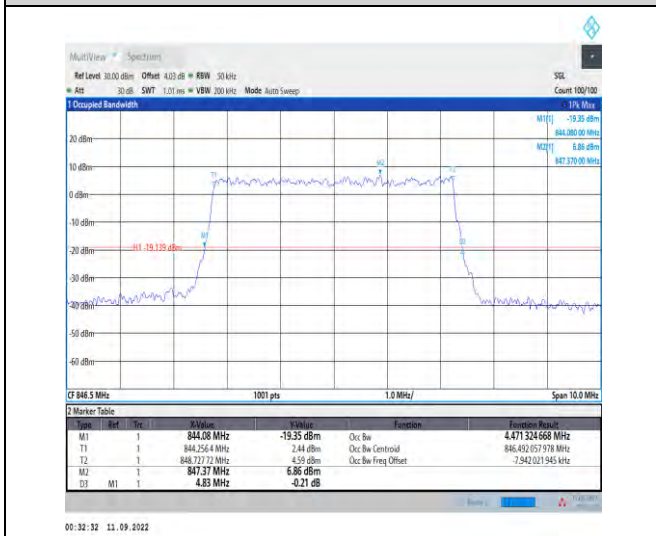 MultiView Spectrum
Ref Level 30.00 dBm Offset 4.03 dB RBW 50 kHz SGL
Att 30 dB SWT 1.01 ms VBW 200 kHz Mode Auto Sweep Count 100/100
1 Occupied Bandwidth 1Pk Max
M1[1] -19.35 dBm
844.080 00 MHz
M2[1] 6.86 dBm
847.370 00 MHz
20 dBm
10 dBm
M2
T1
T2
0 dBm
-10 dBm
M1
D3
-20 dBm
H1 -19.139 dBm
-30 dBm
-40 dBm
-50 dBm
-60 dBm
CF 846.5 MHz 1001 pts 1.0 MHz/ Span 10.0 MHz
2 Marker Table
Type Ref Trc X-Value Y-Value Function Function Result
M1 1 844.08 MHz -19.35 dBm Occ Bw 4.471 324 668 MHz
T1 1 844.256 4 MHz 2.44 dBm Occ Bw Centroid 846.492 057 978 MHz
T2 1 848.727 72 MHz 4.59 dBm Occ Bw Freq Offset -7.942 021 945 kHz
M2 1 847.37 MHz 6.86 dBm
D3 M1 1 4.83 MHz -0.21 dB
00:32:32 11.09.2022